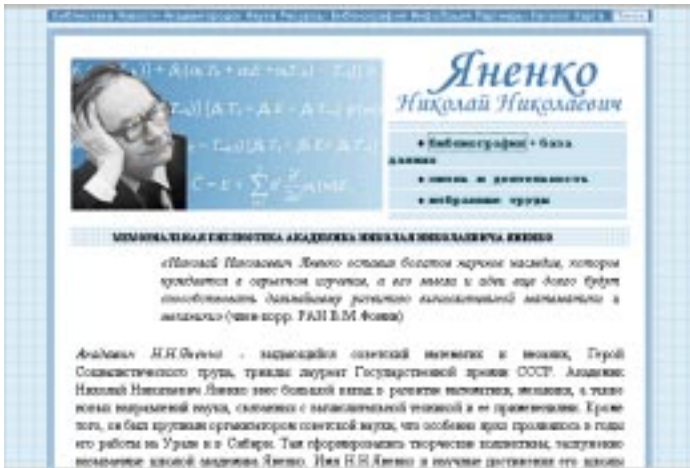 Яненко
Николай Николаевич
библиография • база
данных
• жизнь и деятельность
• избранные труды
МЕМОРИАЛЬНАЯ БИБЛИОТЕКА АКАДЕМИКА НИКОЛАЯ НИКОЛАЕВИЧА ЯНЕНКО
«Николай Николаевич Яненко оставил богатое научное наследие, которое
нуждается в серьезном изучении, а его мысли и идеи еще долго будут
способствовать дальнейшему развитию вычислительной математики и
механики» (член-корр. РАН В.М.Фомин)
Академик Н.Н.Яненко - выдающийся советский математик и механик, Герой
Социалистического труда, трижды лауреат Государственной премии СССР. Академик
Николай Николаевич Яненко внес большой вклад в развитие математики, механики, а также
новых направлений науки, связанных с вычислительной техникой и ее применениями. Кроме
того, он был крупным организатором советской науки, что особенно ярко проявилось в годы
его работы на Урале и в Сибири. Там сформировались творческие коллективы, заслуженно
называемые школой академика Яненко. Имя Н.Н.Яненко и научные достижения его школы